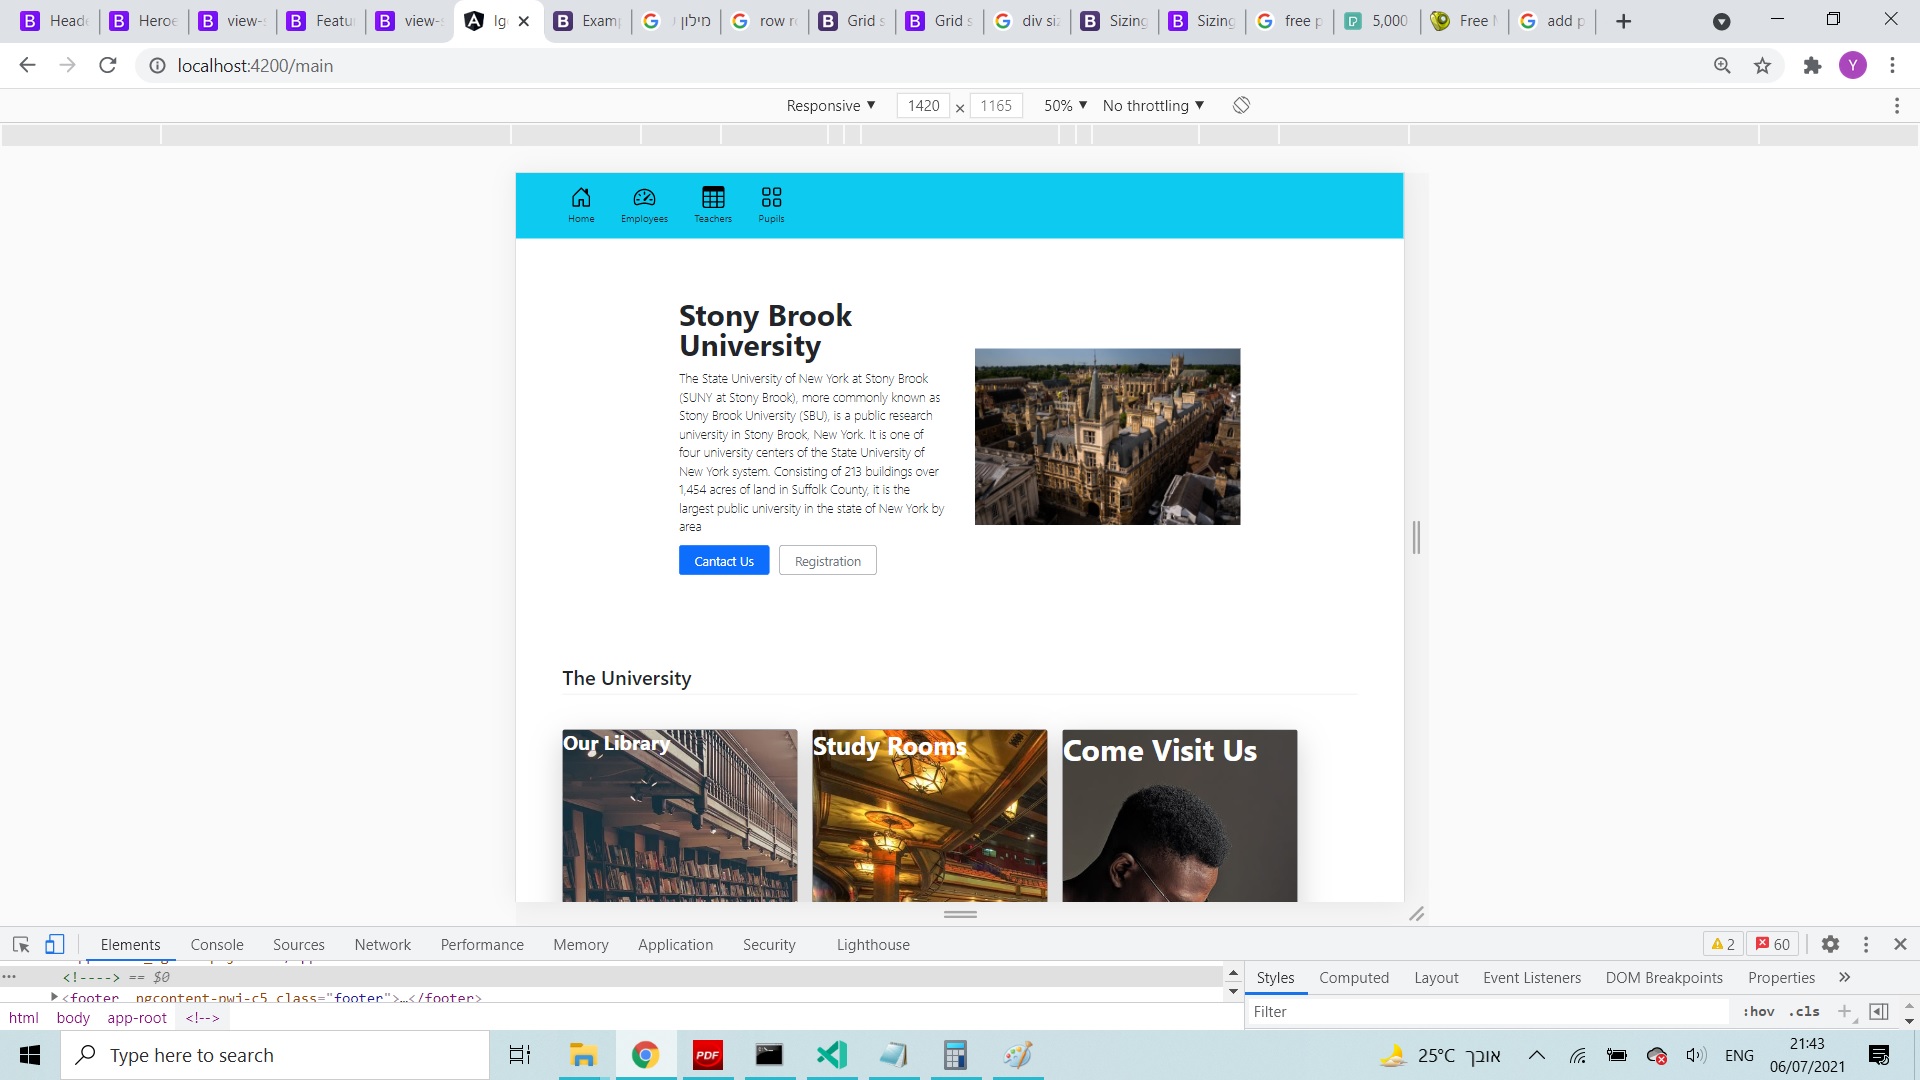 Heade
Heroe
view-s
Featur
view-s
Ig
Examp
מילון
row ro
Grid s
Grid s
div siz
Sizing
Sizing
free p
5,000
Free M
add p
localhost:4200/main
Y
Responsive ▼ 1420 × 1165 50% ▼ No throttling ▼
Home Employees Teachers Pupils
Stony Brook
University
The State University of New York at Stony Brook
(SUNY at Stony Brook), more commonly known as
Stony Brook University (SBU), is a public research
university in Stony Brook, New York. It is one of
four university centers of the State University of
New York system. Consisting of 213 buildings over
1,454 acres of land in Suffolk County, it is the
largest public university in the state of New York by
area
Cantact Us Registration
The University
Our Library Study Rooms Come Visit Us
Elements Console Sources Network Performance Memory Application Security Lighthouse 2 60
<!----> == $0
<footer _ngcontent-pwj-c5 class="footer">…</footer>
html body app-root <!-->
Styles Computed Layout Event Listeners DOM Breakpoints Properties »
Filter :hov .cls
Type here to search
PDF
25°C אובך
ENG
21:43
06/07/2021